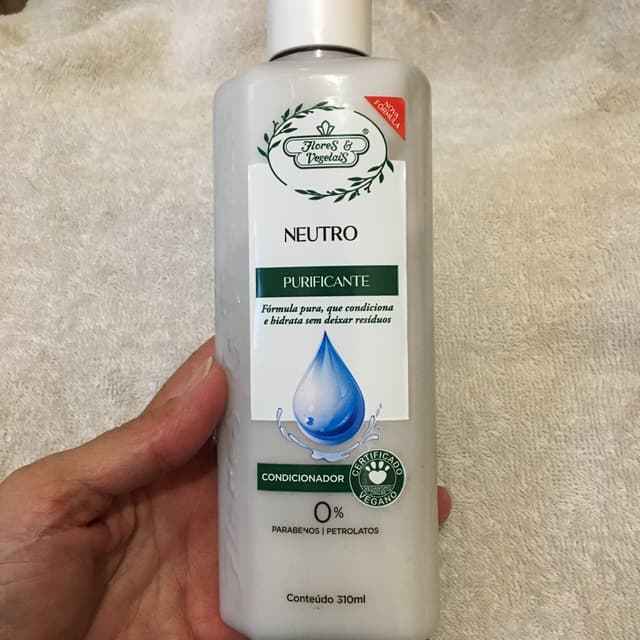 NOVA
FÓRMULA
Flores &
Vegetais
®
NEUTRO
PURIFICANTE
Fórmula pura, que condiciona
e hidrata sem deixar resíduos
CONDICIONADOR
CERTIFICADO
VEGANO
0%
PARABENOS | PETROLATOS
Conteúdo 310ml